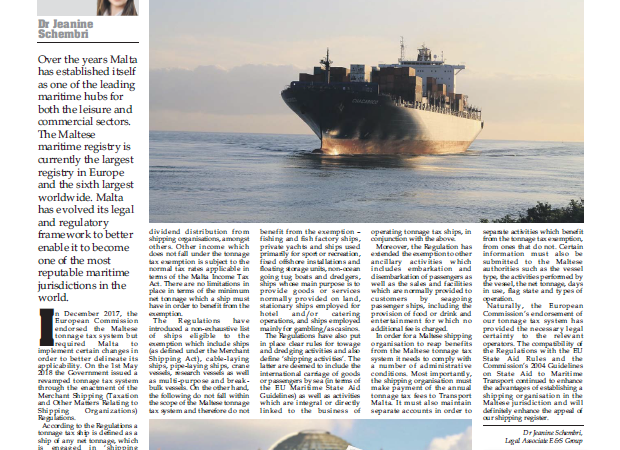 Dr Jeanine
Schembri
Over the years Malta
has established itself
as one of the leading
maritime hubs for
both the leisure and
commercial sectors.
The Maltese
maritime registry is
currently the largest
registry in Europe
and the sixth largest
worldwide. Malta
has evolved its legal
and regulatory
framework to better
enable it to become
one of the most
reputable maritime
jurisdictions in the
world.
In December 2017, the
European Commission
endorsed the Maltese
tonnage tax system but
required Malta to
implement certain changes in
order to better delineate its
applicability. On the 1st May
2018 the Government issued a
revamped tonnage tax system
through the enactment of the
Merchant Shipping (Taxation
and Other Matters Relating to
Shipping Organizations)
Regulations.
According to the Regulations a
tonnage tax ship is defined as a
ship of any net tonnage, which
is engaged in 'shipping
dividend distribution from
shipping organisations, amongst
others. Other income which
does not fall under the tonnage
tax exemption is subject to the
normal tax rates applicable in
terms of the Malta Income Tax
Act. There are no limitations in
place in terms of the minimum
net tonnage which a ship must
have in order to benefit from the
exemption.
The Regulations have
introduced a non-exhaustive list
of ships eligible to the
exemption which include ships
(as defined under the Merchant
Shipping Act), cable-laying
ships, pipe-laying ships, crane
vessels, research vessels as well
as multi-purpose and break-
bulk vessels. On the other hand,
the following do not fall within
the scope of the Maltese tonnage
tax system and therefore do not
benefit from the exemption –
fishing and fish factory ships,
private yachts and ships used
primarily for sport or recreation,
fixed offshore installations and
floating storage units, non-ocean
going tug boats and dredgers,
ships whose main purpose is to
provide goods or services
normally provided on land,
stationary ships employed for
hotel and/or catering
operations, and ships employed
mainly for gambling/as casinos.
The Regulations have also put
in place clear rules for towage
and dredging activities and also
define 'shipping activities'. The
latter are deemed to include the
international carriage of goods
or passengers by sea (in terms of
the EU Maritime State Aid
Guidelines) as well as activities
which are integral or directly
linked to the business of
operating tonnage tax ships, in
conjunction with the above.
Moreover, the Regulation has
extended the exemption to other
ancillary activities which
includes embarkation and
disembarkation of passengers as
well as the sales and facilities
which are normally provided to
customers by seagoing
passenger ships, including the
provision of food or drink and
entertainment for which no
additional fee is charged.
In order for a Maltese shipping
organisation to reap benefits
from the Maltese tonnage tax
system it needs to comply with
a number of administrative
conditions. Most importantly,
the shipping organisation must
make payment of the annual
tonnage tax fees to Transport
Malta. It must also maintain
separate accounts in order to
separate activities which benefit
from the tonnage tax exemption,
from ones that do not. Certain
information must also be
submitted to the Maltese
authorities such as the vessel
type, the activities performed by
the vessel, the net tonnage, days
in use, flag state and types of
operation.
Naturally, the European
Commission's endorsement of
our tonnage tax system has
provided the necessary legal
certainty to the relevant
operators. The compatibility of
the Regulations with the EU
State Aid Rules and the
Commission's 2004 Guidelines
on State Aid to Maritime
Transport continued to enhance
the advantages of establishing a
shipping organisation in the
Maltese jurisdiction and will
definitely enhance the appeal of
our shipping register.
Dr Jeanine Schembri,
Legal Associate E&S Group